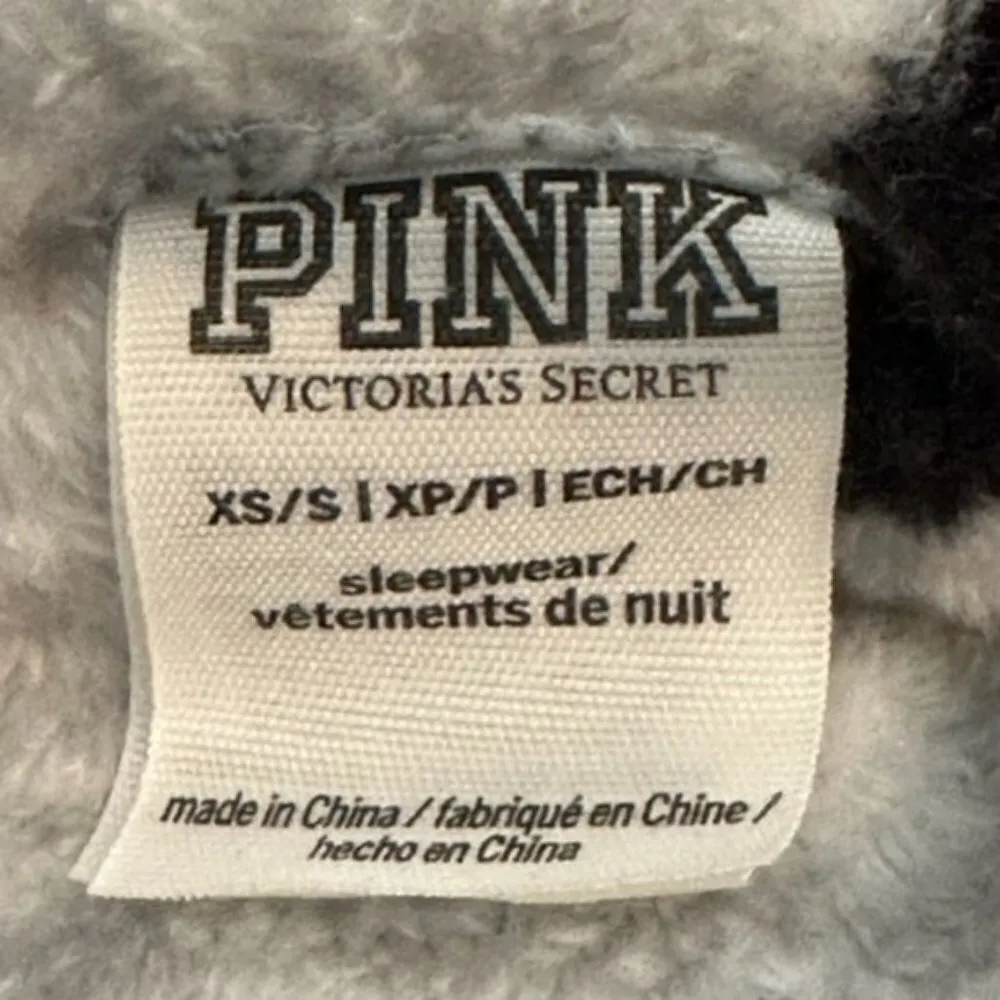 PINK
VICTORIA'S SECRET
XS/S | XP/P | ECH/CH
sleepwear/
vêtements de nuit
made in China / fabriqué en Chine /
hecho en China